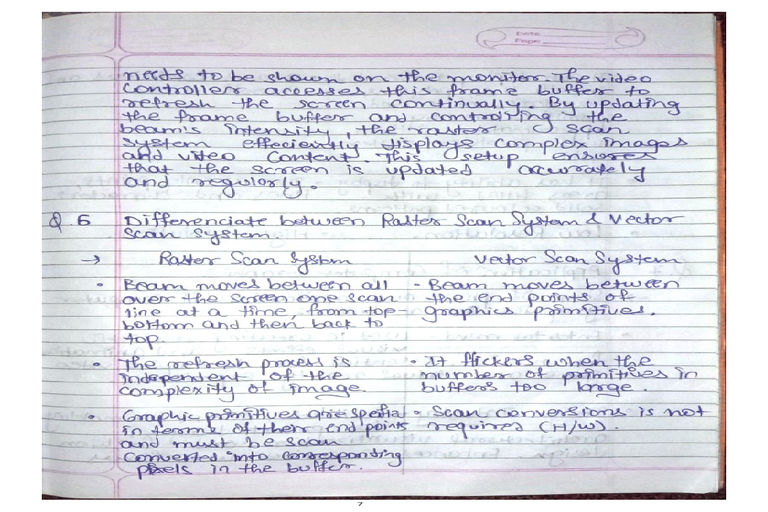 Date
Page
needs to be shown on the monitor. The video
controller accesses this frame buffer to
refresh the screen continually. By updating
the frame buffer and controlling the
beam's intensity, the raster scan
system effeciently displays complex images
and video content. This setup ensures
that the screen is updated accurately
and regularly.
Q.6 Differenciate between Raster Scan System & Vector
Scan System.
→ Raster Scan System Vector Scan System
• Beam moves between all • Beam moves between
over the screen one scan the end points of
line at a time, from top- graphics primitives.
bottom and then back to
top.
• The refresh process is • It flickers when the
independent of the number of primitives in
complexity of image. buffers too large.
• Graphic primitives are specifia • Scan conversions is not
in terms of their end points requires (H/w).
and must be scan
converted into corresponding
pixels in the buffer.